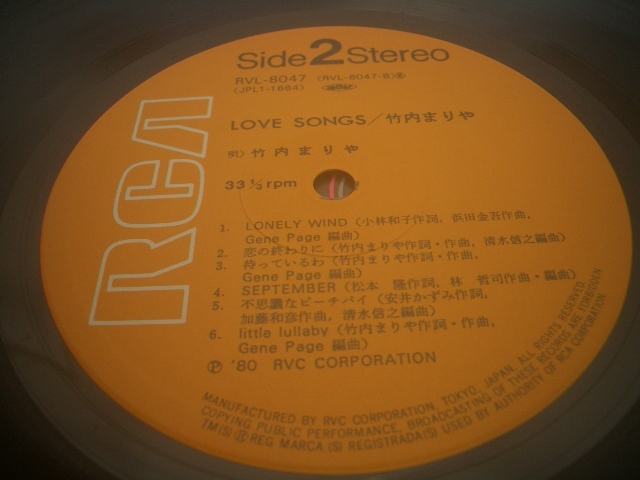 RCA
Side 2 Stereo
RVL-8047 (RVL-8047-B)
(JPL1-1864)
LOVE SONGS／竹内まりや
竹内まりや
33 1/3 rpm
1. LONELY WIND (小林和子作詞, 浜田金吾作曲,
Gene Page 編曲)
2. 恋の終わりに (竹内まりや作詞・作曲, 清水信之編曲)
3. 待っているわ (竹内まりや作詞・作曲,
Gene Page 編曲)
4. SEPTEMBER (松本 隆作詞, 林 哲司作曲・編曲)
5. 不思議なピーチパイ (安井かずみ作詞,
加藤和彦作曲, 清水信之編曲)
6. little lullaby (竹内まりや作詞・作曲,
Gene Page 編曲)
Ⓟ '80 RVC CORPORATION
MANUFACTURED BY RVC CORPORATION, TOKYO, JAPAN. ALL RIGHTS RESERVED.
COPYING PUBLIC PERFORMANCE, BROADCASTING OF THESE RECORDS ARE FORBIDDEN
TM(S) ® REG MARCA (S) REGISTRADA(S) USED BY AUTHORITY OF RCA CORPORATION